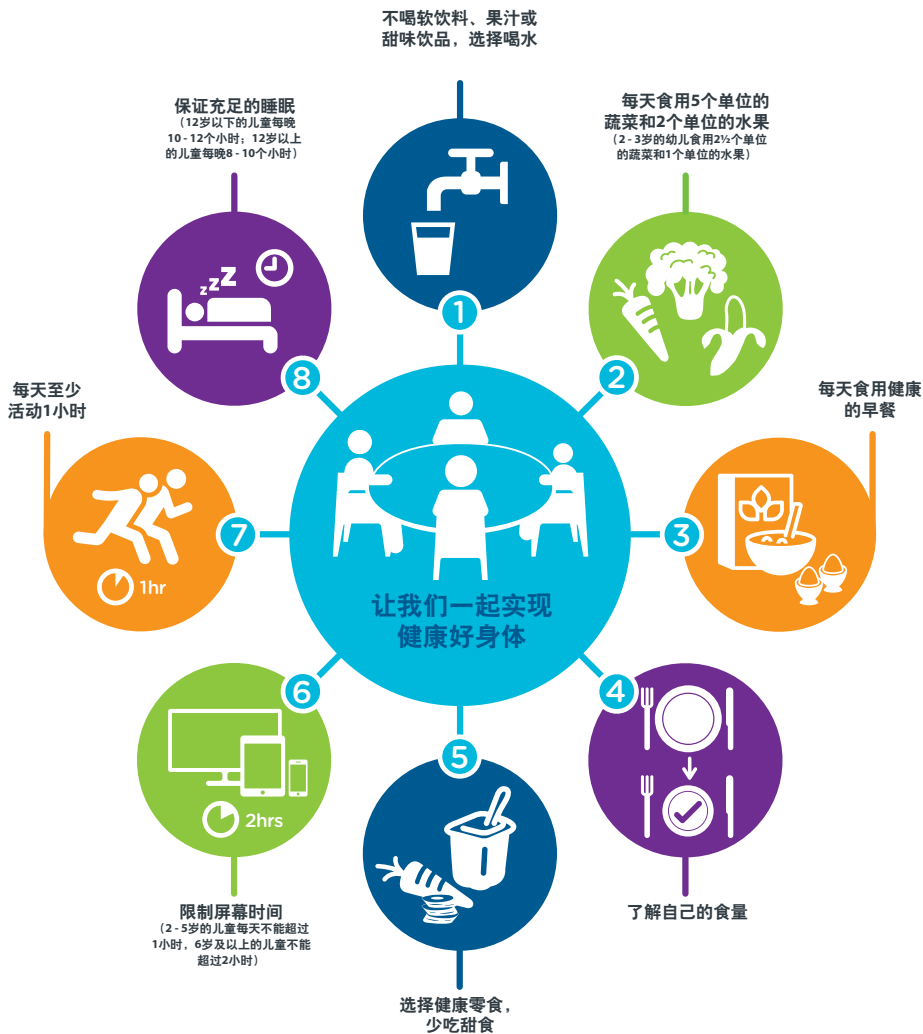 不喝软饮料、果汁或
甜味饮品，选择喝水
1
每天食用5个单位的
蔬菜和2个单位的水果
（2 - 3岁的幼儿食用2½个单位
的蔬菜和1个单位的水果）
2
每天食用健康
的早餐
3
4
了解自己的食量
5
选择健康零食，
少吃甜食
6
2hrs
限制屏幕时间
（2 - 5岁的儿童每天不能超过
1小时，6岁及以上的儿童不能
超过2小时）
每天至少
活动1小时
7
1hr
保证充足的睡眠
（12岁以下的儿童每晚
10 - 12个小时；12岁以上
的儿童每晚8 - 10个小时）
zzZ
8
让我们一起实现
健康好身体